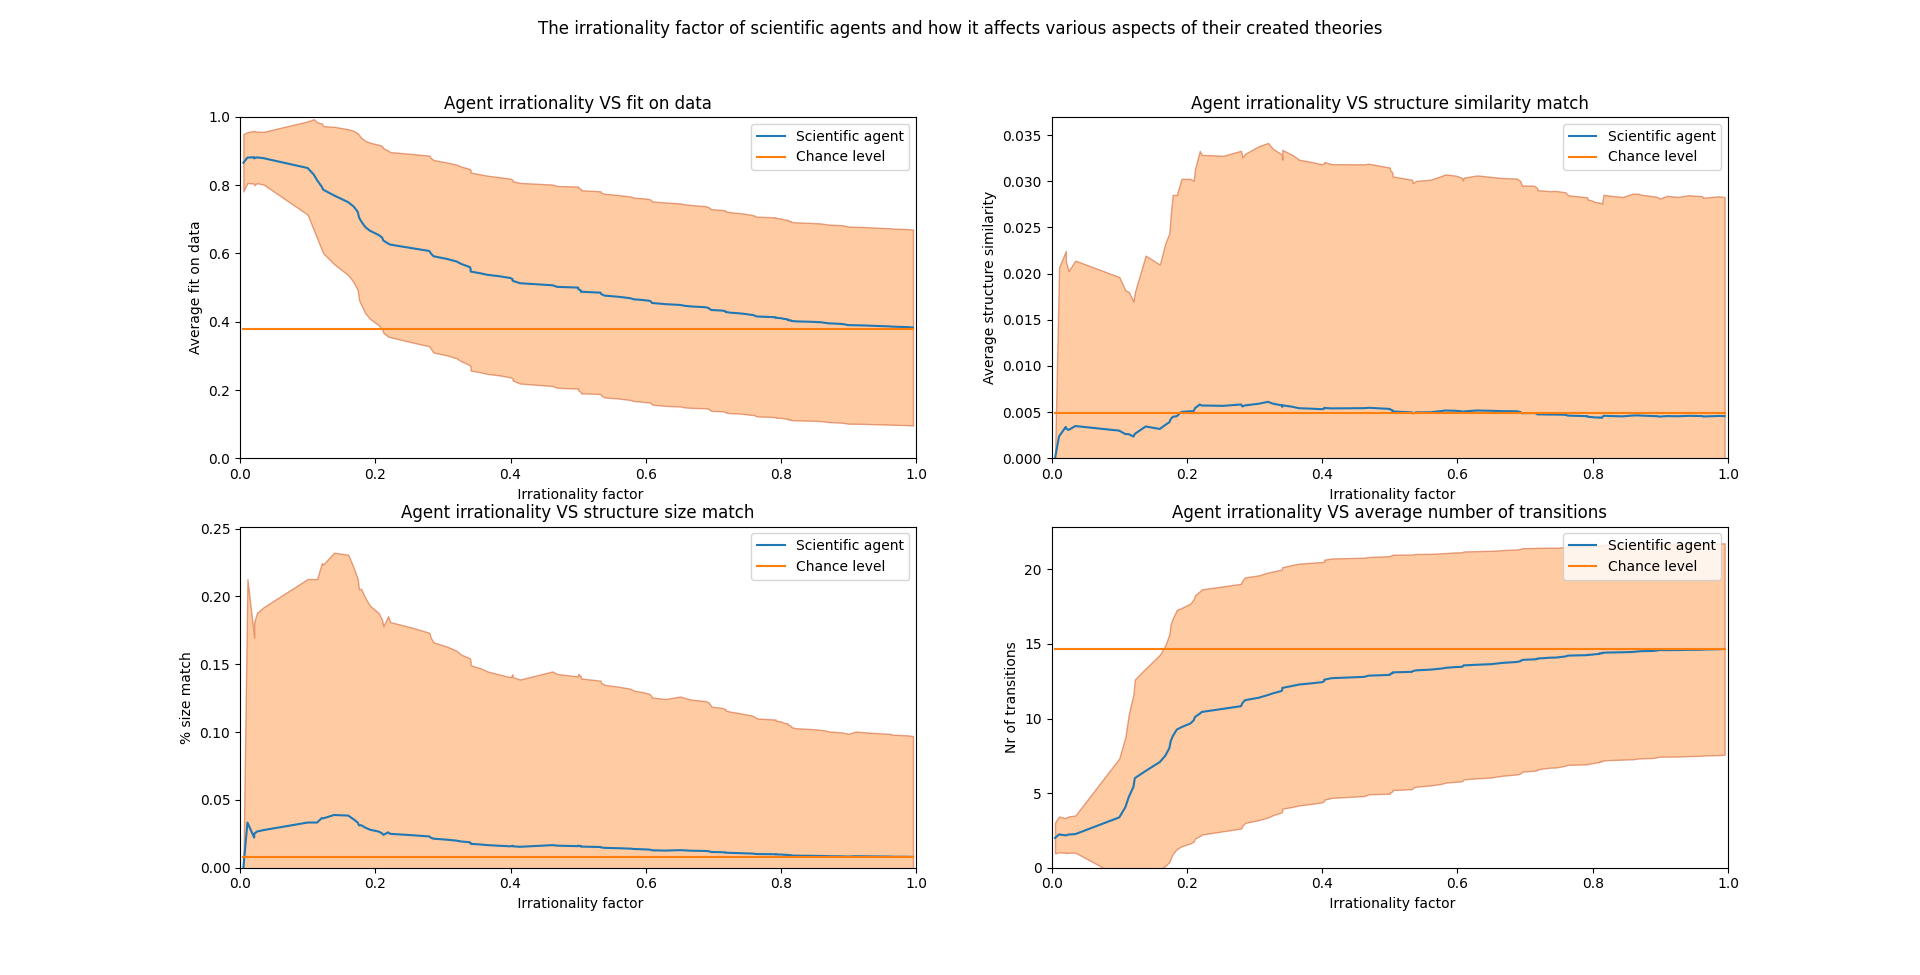 The irrationality factor of scientific agents and how it affects various aspects of their created theories
Agent irrationality VS fit on data
1.0
0.8
0.6
0.4
0.2
0.0
Average fit on data
Scientific agent
Chance level
0.0 0.2 0.4 0.6 0.8 1.0
Irrationality factor
Agent irrationality VS structure similarity match
0.035
0.030
0.025
0.020
0.015
0.010
0.005
0.000
Average structure similarity
Scientific agent
Chance level
0.0 0.2 0.4 0.6 0.8 1.0
Irrationality factor
Agent irrationality VS structure size match
0.25
0.20
0.15
0.10
0.05
0.00
% size match
Scientific agent
Chance level
0.0 0.2 0.4 0.6 0.8 1.0
Irrationality factor
Agent irrationality VS average number of transitions
20
15
10
5
0
Nr of transitions
Scientific agent
Chance level
0.0 0.2 0.4 0.6 0.8 1.0
Irrationality factor